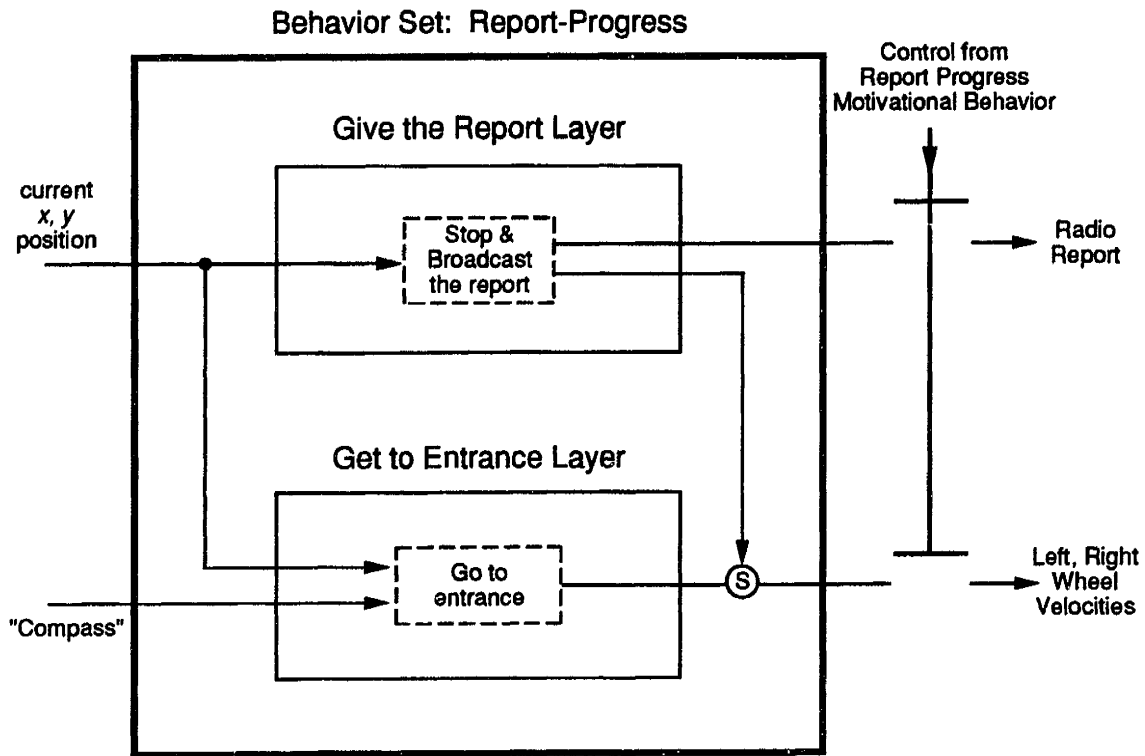 Behavior Set: Report-Progress
Control from
Report Progress
Motivational Behavior
Give the Report Layer
current
x, y
position
Stop &
Broadcast
the report
Radio
Report
Get to Entrance Layer
Go to
entrance
S
Left, Right
Wheel
Velocities
"Compass"